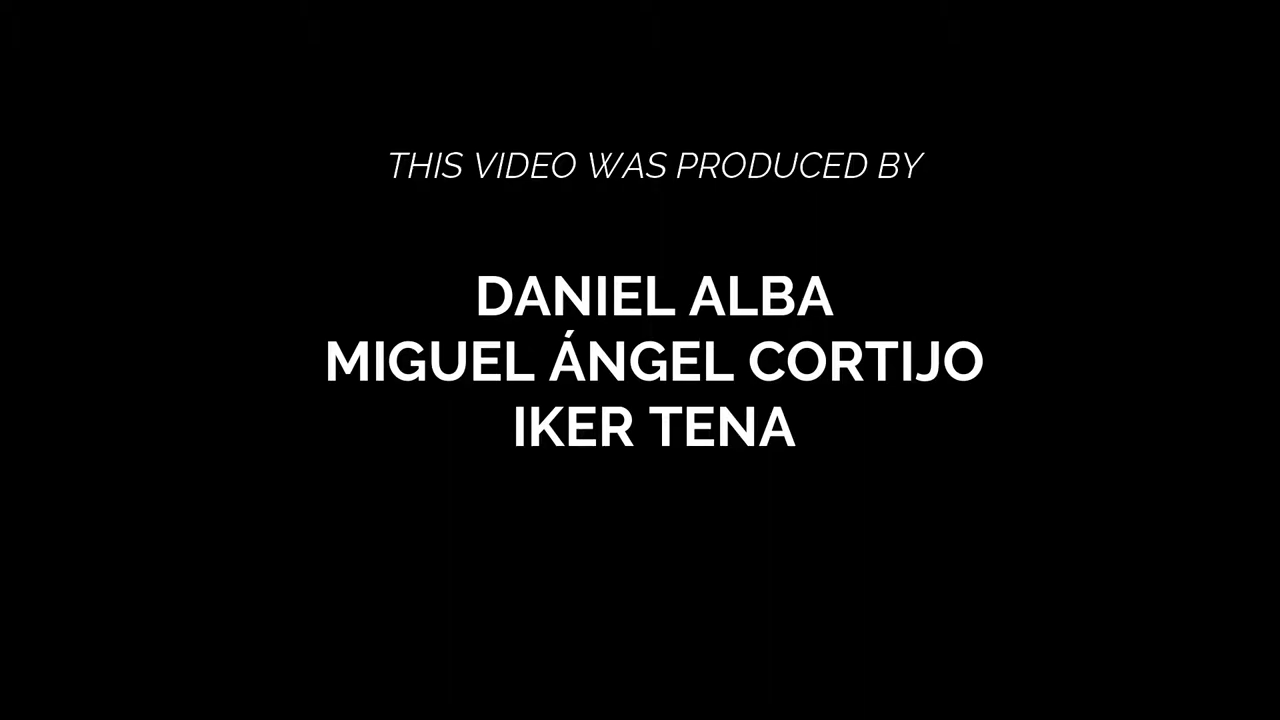 THIS VIDEO WAS PRODUCED BY
DANIEL ALBA
MIGUEL ÁNGEL CORTIJO
IKER TENA